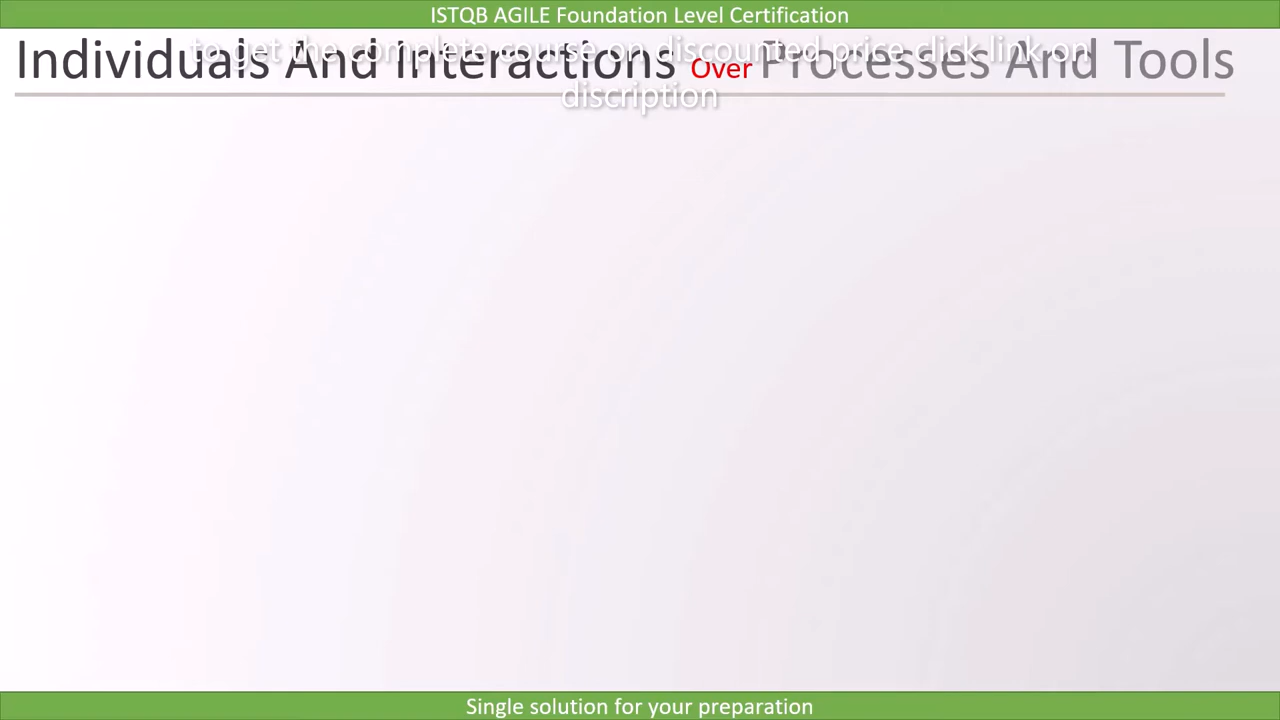 ISTQB AGILE Foundation Level Certification
Individuals And Interactions Over Processes And Tools
to get the complete course on discounted price click link on
discription
Single solution for your preparation